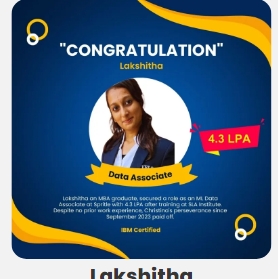 "CONGRATULATION"
Lakshitha
4.3 LPA
Data Associate
Lakshitha an MBA graduate, secured a role as an ML Data
Associate at Spritle with 4.3 LPA after training at SLA Institute.
Despite no prior work experience, Christina's perseverance since
September 2023 paid off.
IBM Certified
Lakshitha